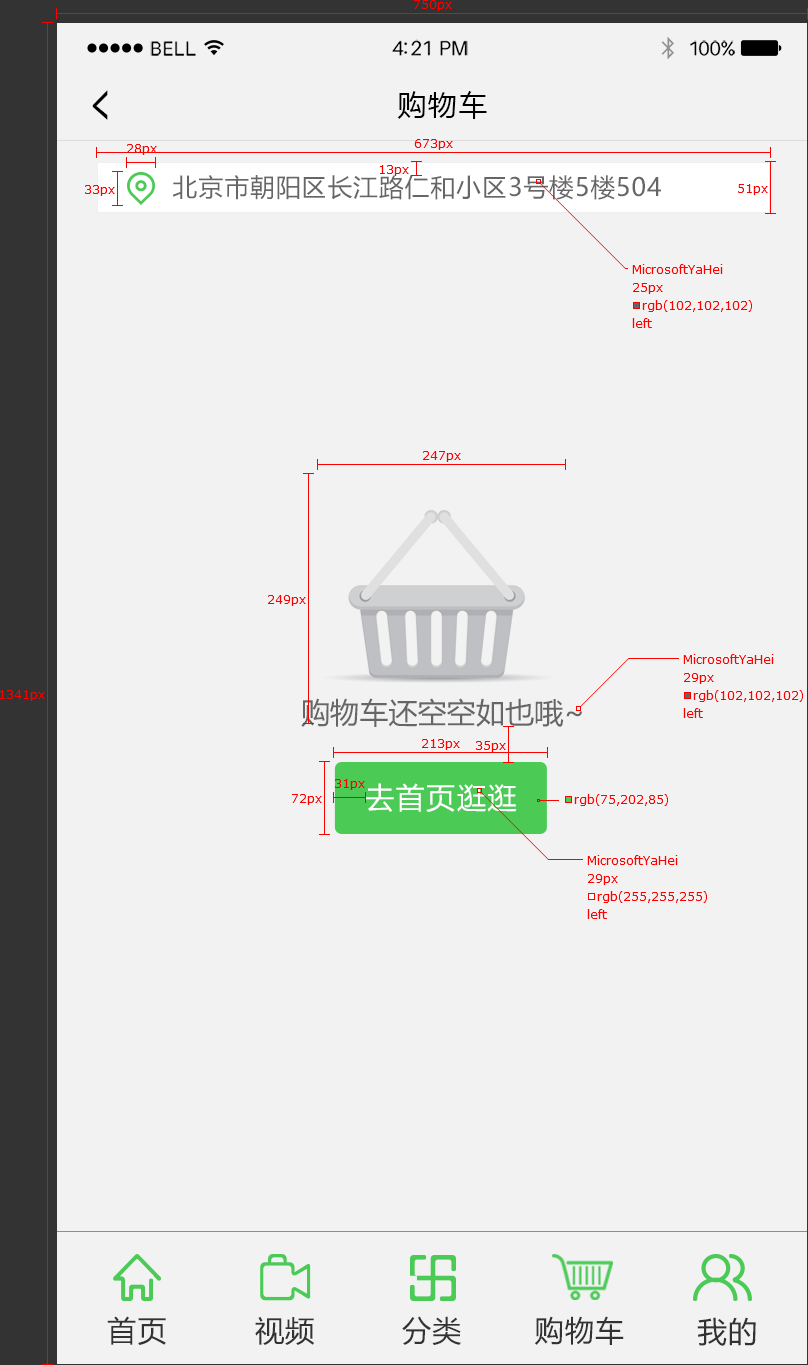 750px
●●●●● BELL 4:21 PM 100%
购物车
673px
28px
13px
33px
北京市朝阳区长江路仁和小区3号楼5楼504
51px
MicrosoftYaHei
25px
rgb(102,102,102)
left
247px
249px
1341px
MicrosoftYaHei
29px
rgb(102,102,102)
left
购物车还空空如也哦~
35px
213px
72px
31px
去首页逛逛
rgb(75,202,85)
MicrosoftYaHei
29px
rgb(255,255,255)
left
首页 视频 分类 购物车 我的